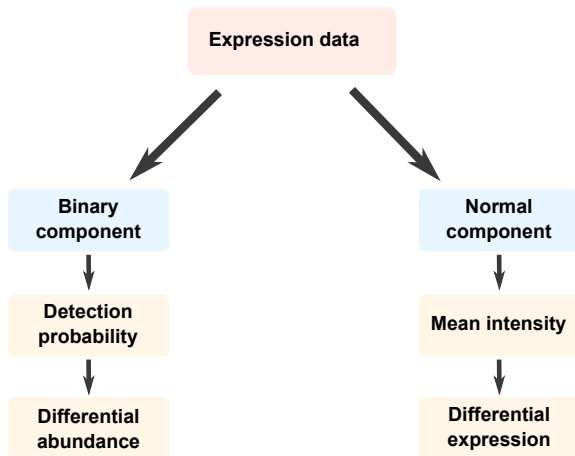 Expression data
Binary
component
Normal
component
Detection
probability
Mean intensity
Differential
abundance
Differential
expression